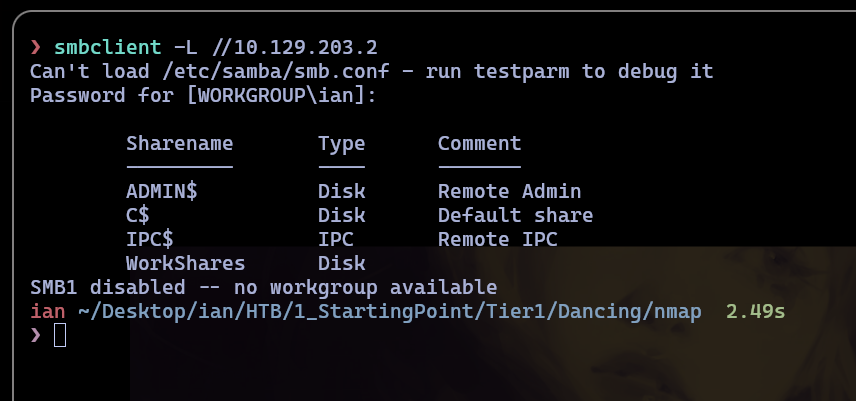 ❯ smbclient -L //10.129.203.2
Can't load /etc/samba/smb.conf - run testparm to debug it
Password for [WORKGROUP\ian]:
Sharename Type Comment
--------- ---- -------
ADMIN$ Disk Remote Admin
C$ Disk Default share
IPC$ IPC Remote IPC
WorkShares Disk
SMB1 disabled -- no workgroup available
ian ~/Desktop/ian/HTB/1_StartingPoint/Tier1/Dancing/nmap 2.49s
❯